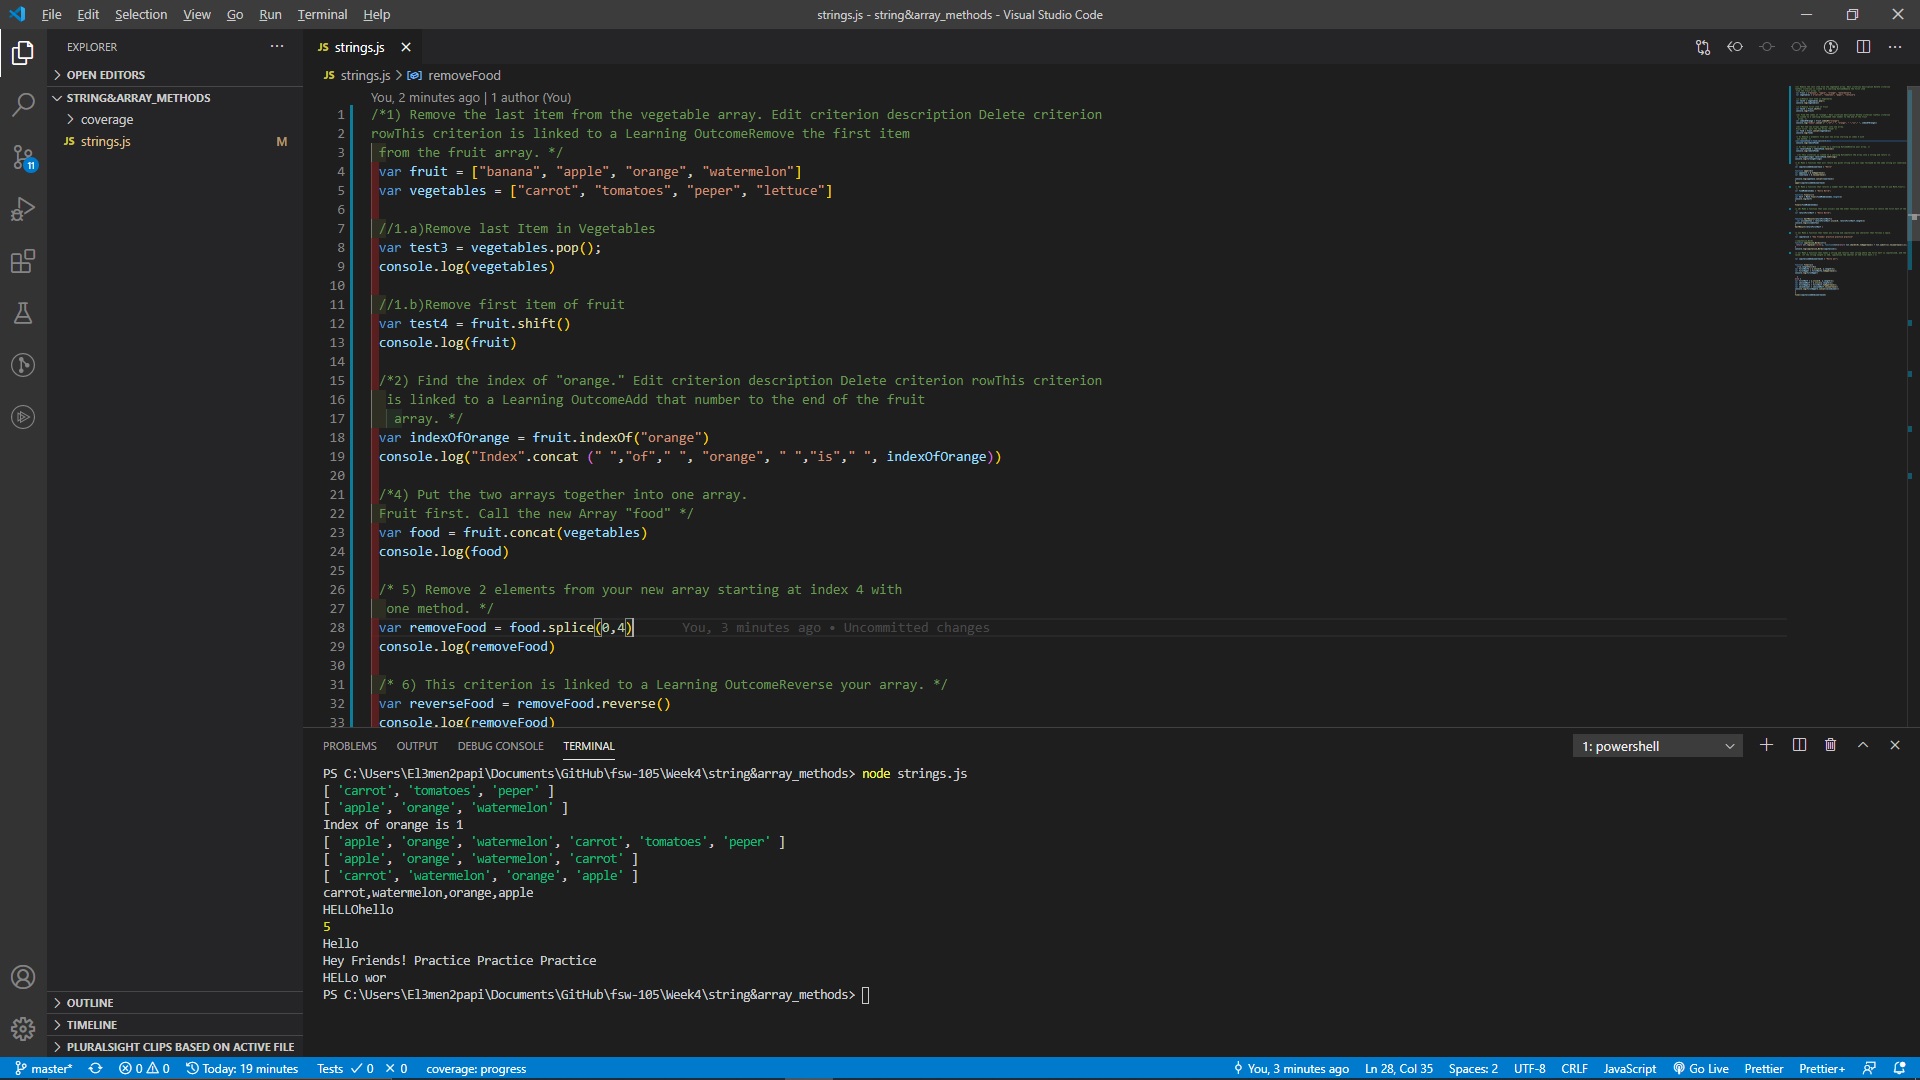 File Edit Selection View Go Run Terminal Help
strings.js - string&array_methods - Visual Studio Code
EXPLORER
OPEN EDITORS
STRING&ARRAY_METHODS
coverage
JS strings.js M
11
OUTLINE
TIMELINE
PLURALSIGHT CLIPS BASED ON ACTIVE FILE
JS strings.js
JS strings.js > removeFood
You, 2 minutes ago | 1 author (You)
1 /*1) Remove the last item from the vegetable array. Edit criterion description Delete criterion
2 rowThis criterion is linked to a Learning OutcomeRemove the first item
3 from the fruit array. */
4 var fruit = ["banana", "apple", "orange", "watermelon"]
5 var vegetables = ["carrot", "tomatoes", "peper", "lettuce"]
6
7 //1.a)Remove last Item in Vegetables
8 var test3 = vegetables.pop();
9 console.log(vegetables)
10
11 //1.b)Remove first item of fruit
12 var test4 = fruit.shift()
13 console.log(fruit)
14
15 /*2) Find the index of "orange." Edit criterion description Delete criterion rowThis criterion
16 is linked to a Learning OutcomeAdd that number to the end of the fruit
17 array. */
18 var indexOfOrange = fruit.indexOf("orange")
19 console.log("Index".concat (" ","of"," ", "orange", " ","is"," ", indexOfOrange))
20
21 /*4) Put the two arrays together into one array.
22 Fruit first. Call the new Array "food" */
23 var food = fruit.concat(vegetables)
24 console.log(food)
25
26 /* 5) Remove 2 elements from your new array starting at index 4 with
27 one method. */
28 var removeFood = food.splice(0,4) You, 3 minutes ago • Uncommitted changes
29 console.log(removeFood)
30
31 /* 6) This criterion is linked to a Learning OutcomeReverse your array. */
32 var reverseFood = removeFood.reverse()
33 console.log(removeFood)
PROBLEMS OUTPUT DEBUG CONSOLE TERMINAL
1: powershell
PS C:\Users\El3men2papi\Documents\GitHub\fsw-105\Week4\string&array_methods> node strings.js
[ 'carrot', 'tomatoes', 'peper' ]
[ 'apple', 'orange', 'watermelon' ]
Index of orange is 1
[ 'apple', 'orange', 'watermelon', 'carrot', 'tomatoes', 'peper' ]
[ 'apple', 'orange', 'watermelon', 'carrot' ]
[ 'carrot', 'watermelon', 'orange', 'apple' ]
carrot,watermelon,orange,apple
HELLOhello
5
Hello
Hey Friends! Practice Practice Practice
HELLo wor
PS C:\Users\El3men2papi\Documents\GitHub\fsw-105\Week4\string&array_methods>
master* 0 0 Today: 19 minutes Tests 0 0 coverage: progress You, 3 minutes ago Ln 28, Col 35 Spaces: 2 UTF-8 CRLF JavaScript Go Live Prettier Prettier+